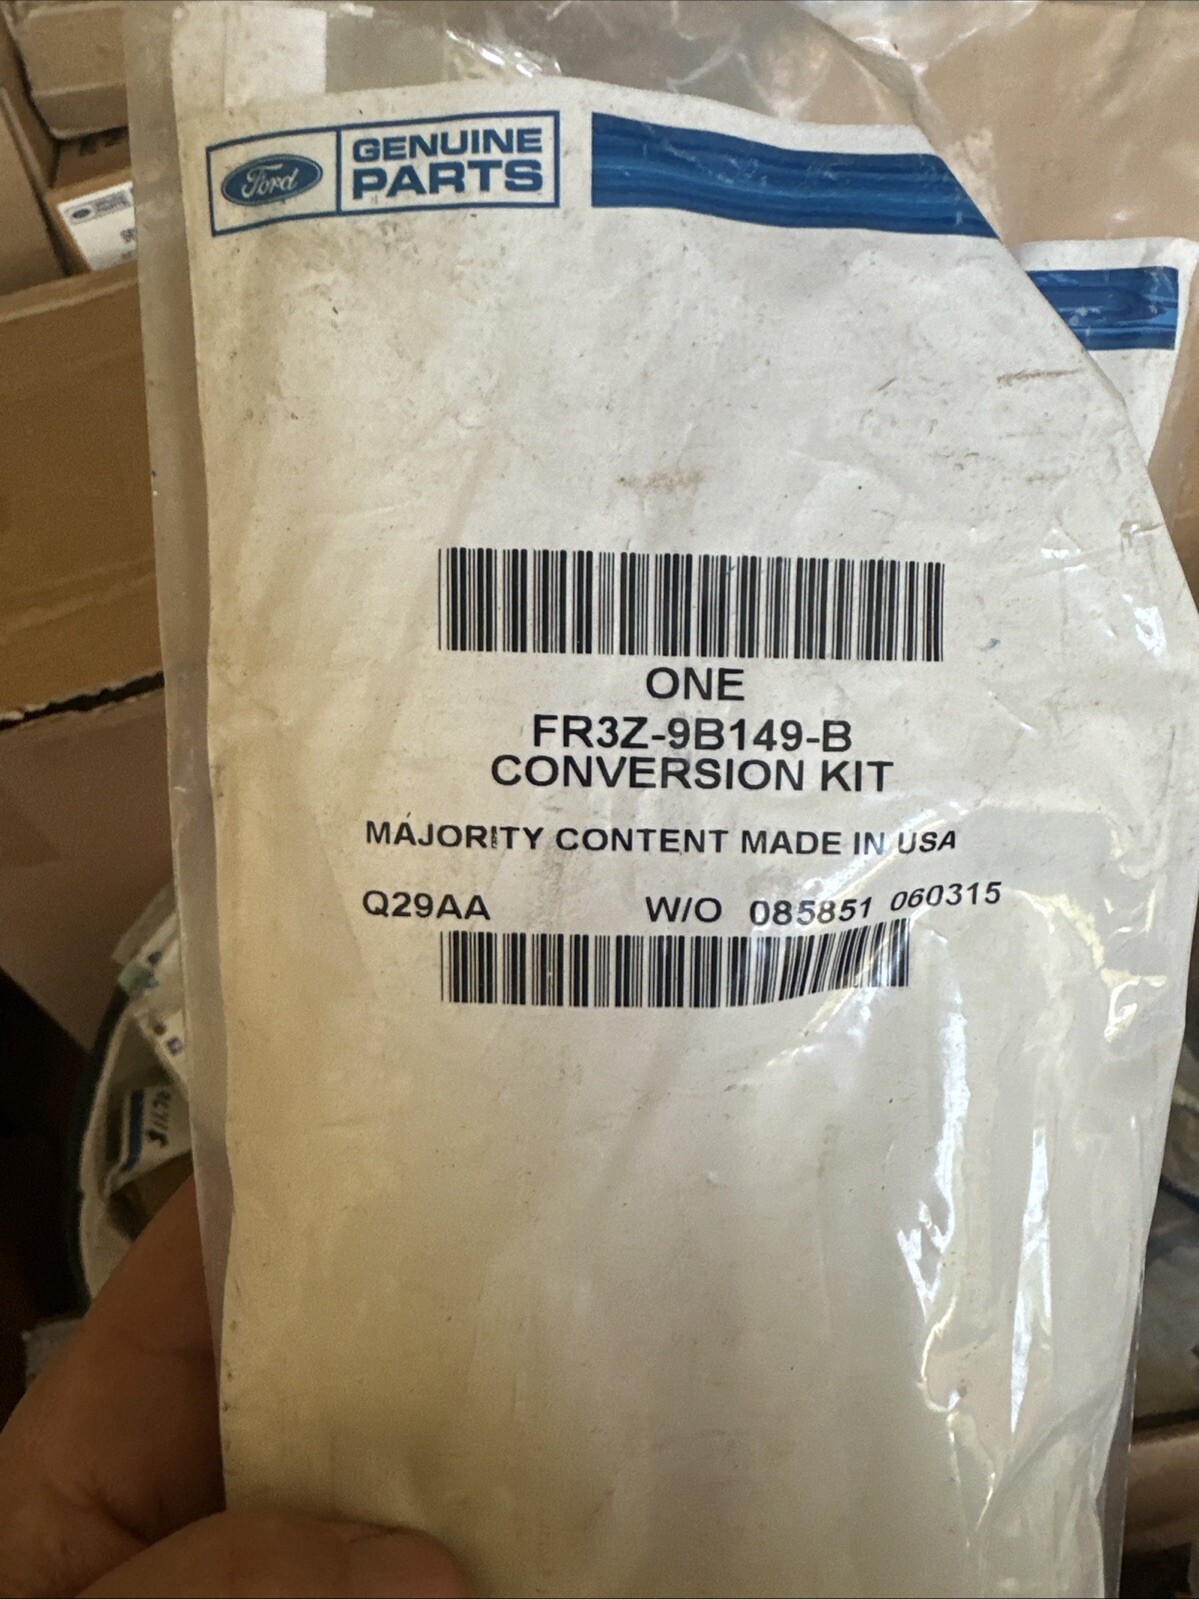 Ford
GENUINE
PARTS
ONE
FR3Z-9B149-B
CONVERSION KIT
MAJORITY CONTENT MADE IN USA
Q29AA W/O 085851 060315